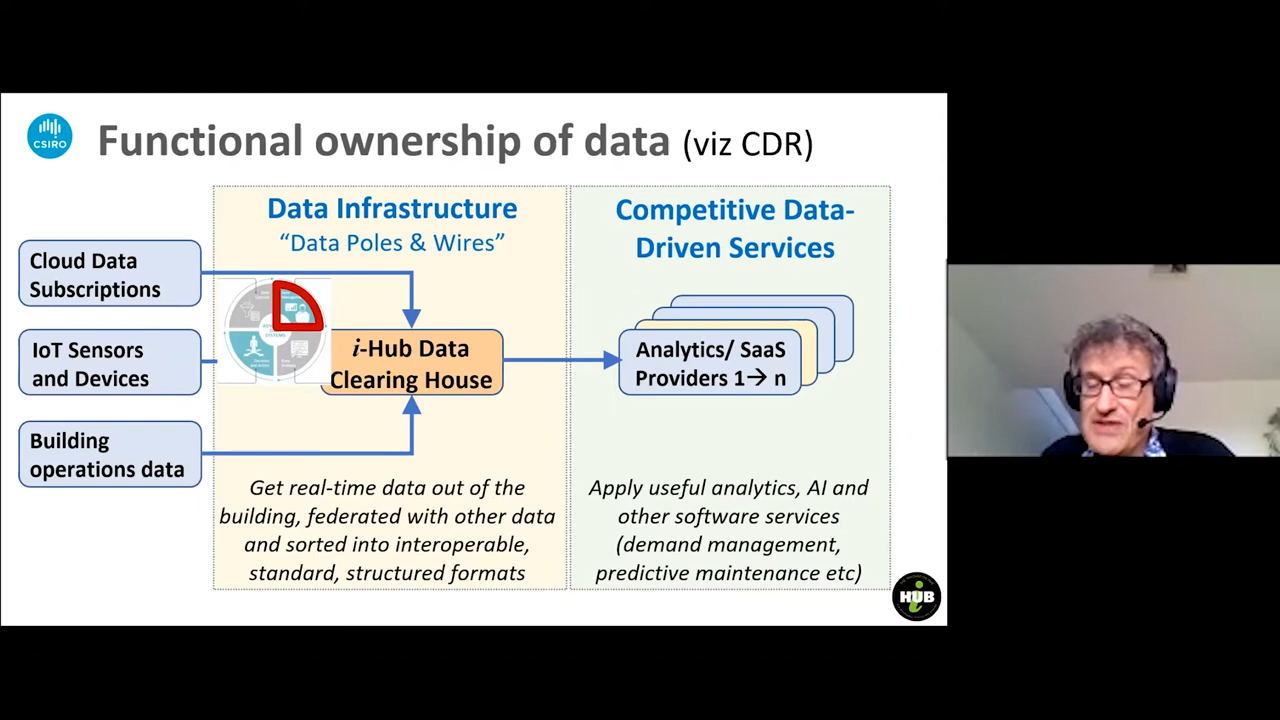 CSIRO
Functional ownership of data (viz CDR)
Data Infrastructure
“Data Poles & Wires”
Competitive Data-
Driven Services
Cloud Data
Subscriptions
IoT Sensors
and Devices
Building
operations data
i-Hub Data
Clearing House
Analytics/ SaaS
Providers 1→ n
Get real-time data out of the
building, federated with other data
and sorted into interoperable,
standard, structured formats
Apply useful analytics, AI and
other software services
(demand management,
predictive maintenance etc)
i
HUB